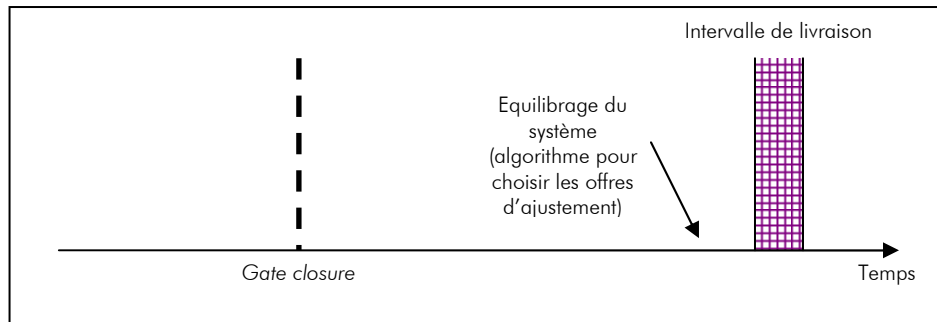 Intervalle de livraison
Equilibrage du
système
(algorithme pour
choisir les offres
d'ajustement)
Gate closure
Temps